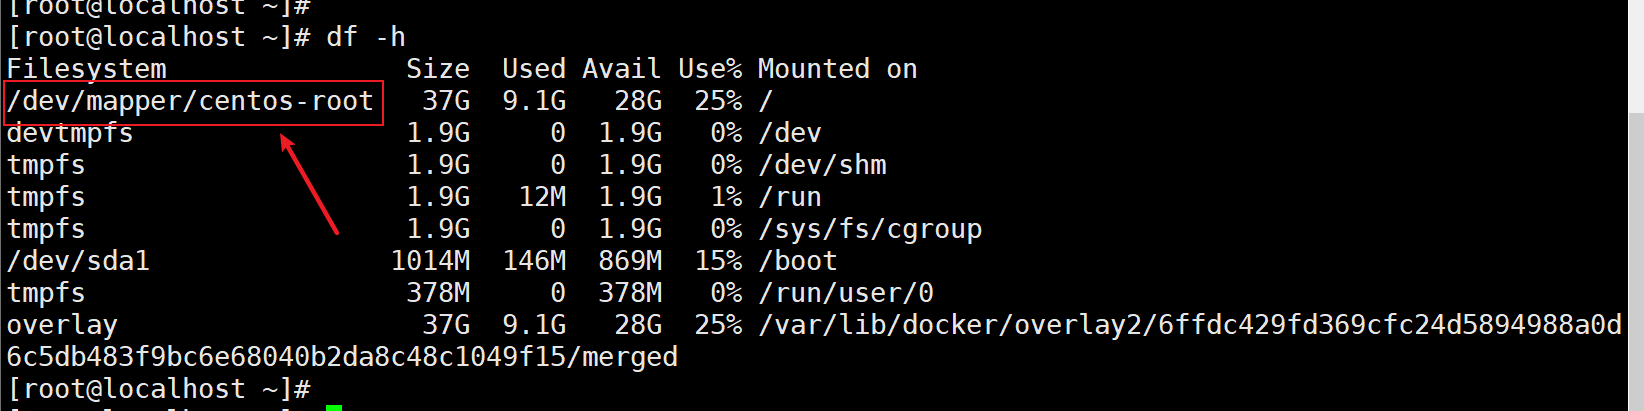 [root@localhost ~]#
[root@localhost ~]# df -h
Filesystem               Size  Used Avail Use% Mounted on
/dev/mapper/centos-root   37G  9.1G   28G  25% /
devtmpfs                 1.9G     0  1.9G   0% /dev
tmpfs                    1.9G     0  1.9G   0% /dev/shm
tmpfs                    1.9G   12M  1.9G   1% /run
tmpfs                    1.9G     0  1.9G   0% /sys/fs/cgroup
/dev/sda1               1014M  146M  869M  15% /boot
tmpfs                    378M     0  378M   0% /run/user/0
overlay                   37G  9.1G   28G  25% /var/lib/docker/overlay2/6ffdc429fd369cfc24d5894988a0d
6c5db483f9bc6e68040b2da8c48c1049f15/merged
[root@localhost ~]#